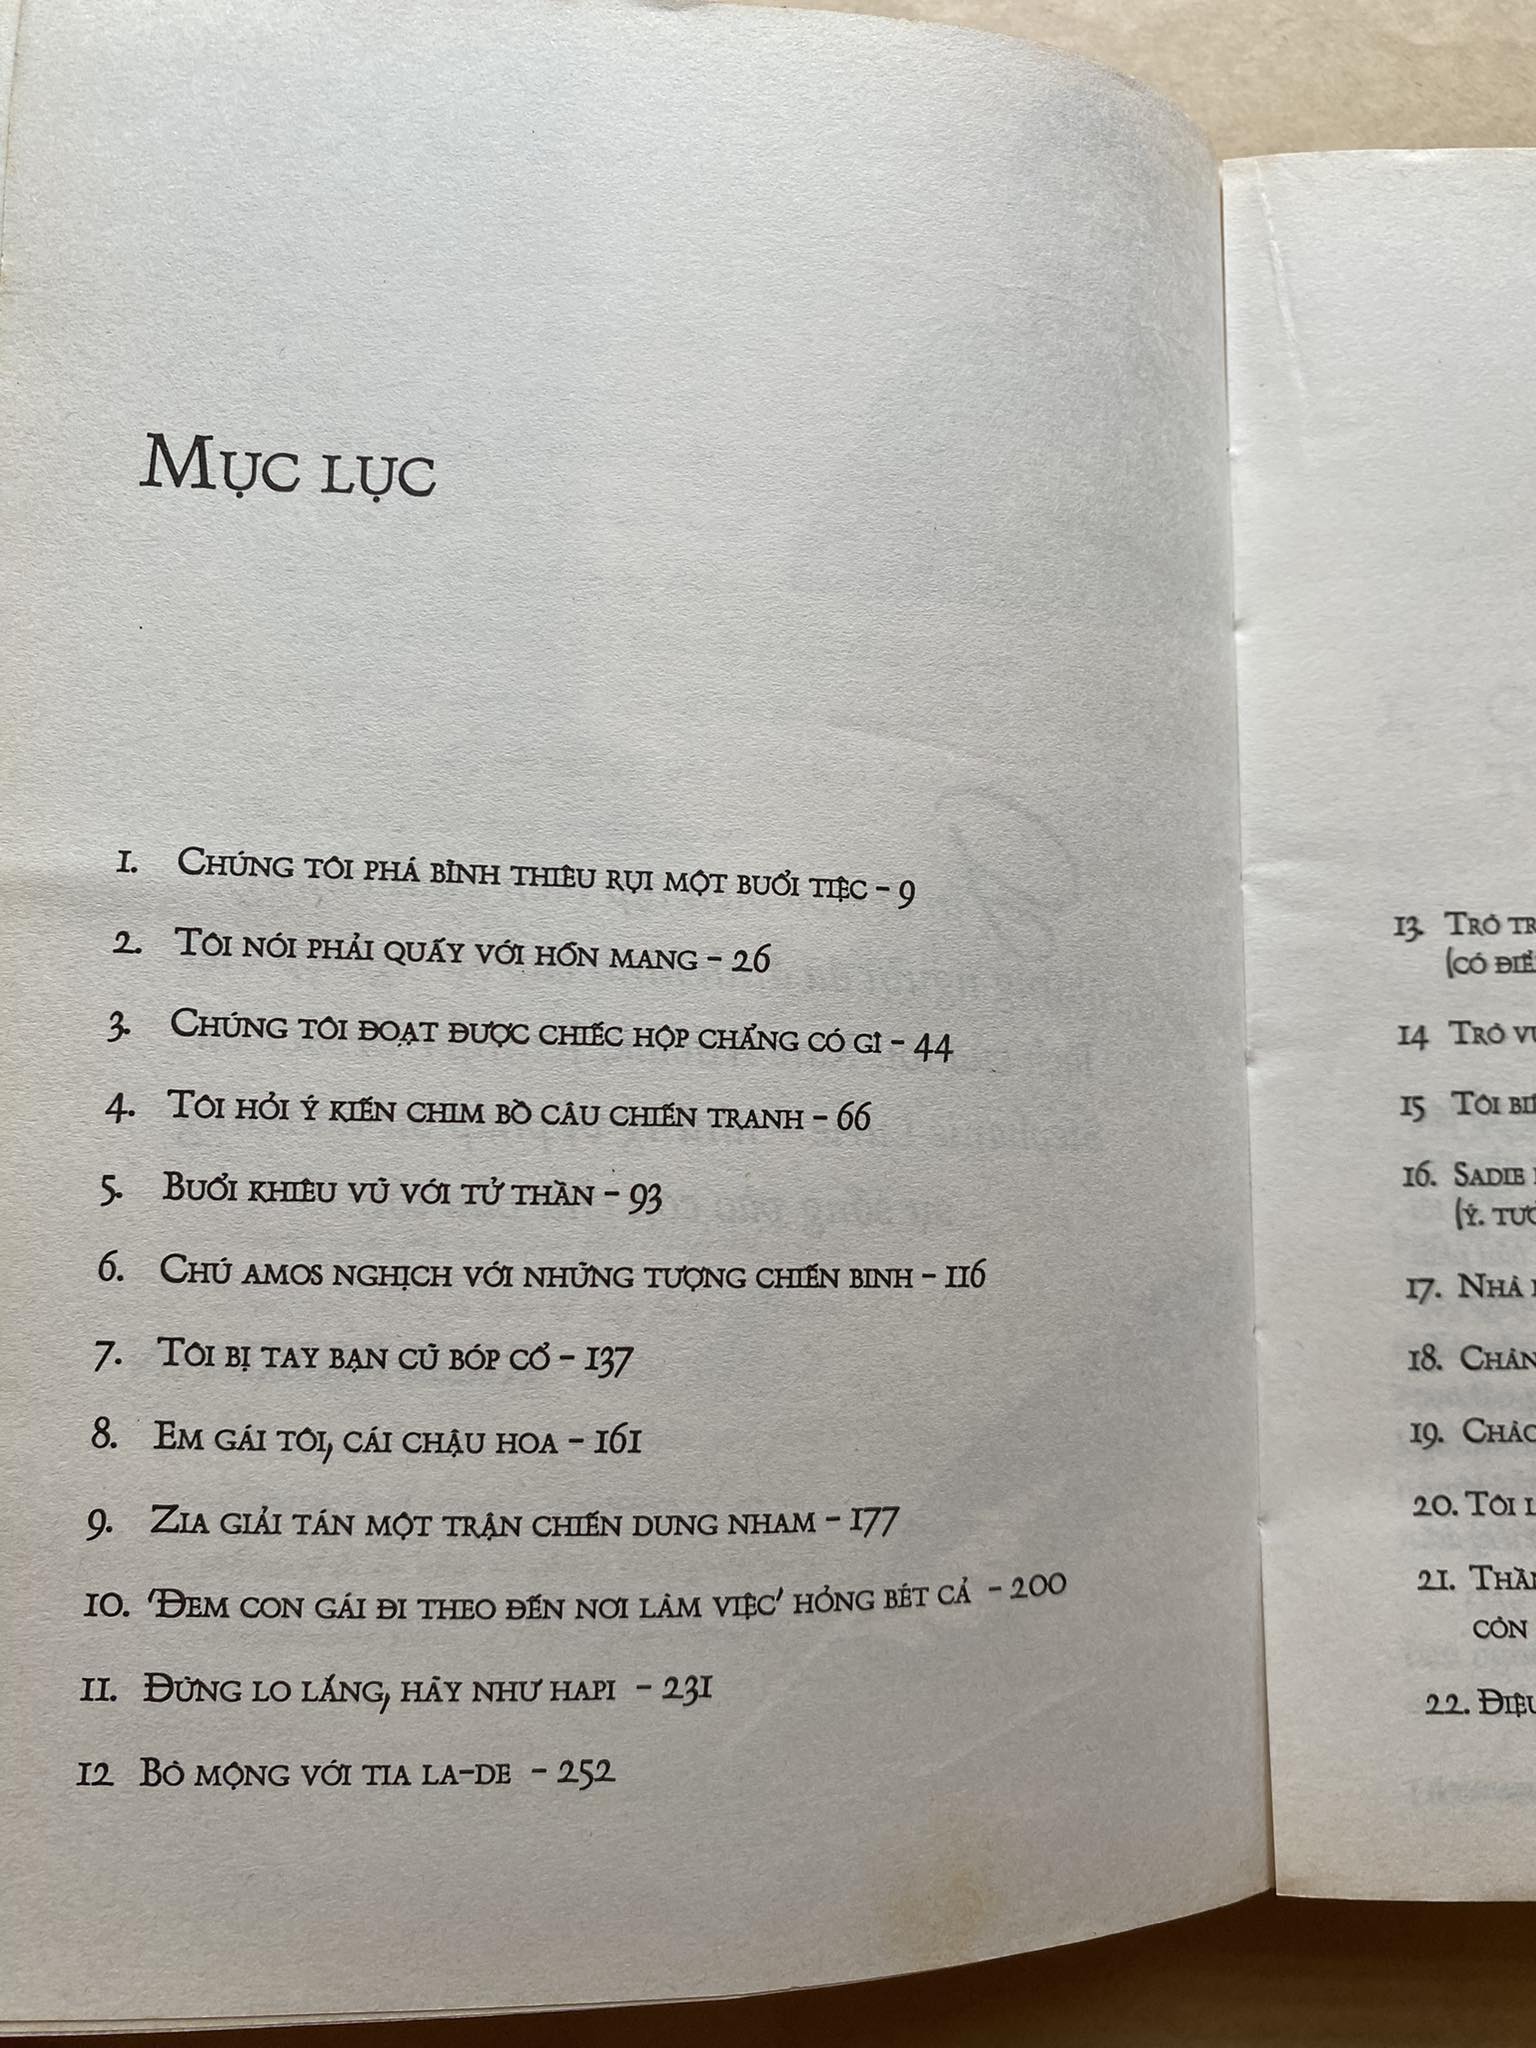 Mục lục
1. Chúng tôi phá bĩnh thiêu rụi một buổi tiệc - 9
2. Tôi nói phải quấy với hỗn mang - 26
3. Chúng tôi đoạt được chiếc hộp chẳng có gì - 44
4. Tôi hỏi ý kiến chim bồ câu chiến tranh - 66
5. Buổi khiêu vũ với tử thần - 93
6. Chú Amos nghịch với những tượng chiến binh - 116
7. Tôi bị tay bạn cũ bóp cổ - 137
8. Em gái tôi, cái chậu hoa - 161
9. Zia giải tán một trận chiến dung nham - 177
10. 'Đem con gái đi theo đến nơi làm việc' hỏng bét cả - 200
11. Đừng lo lắng, hãy như Hapi - 231
12 Bò mộng với tia la-de - 252
13. Trò
(có
14 Trò
15 Tôi
16. Sadie
(Ý.
17. Nhà
18.
19.
20. Tôi
21.
còn
22.